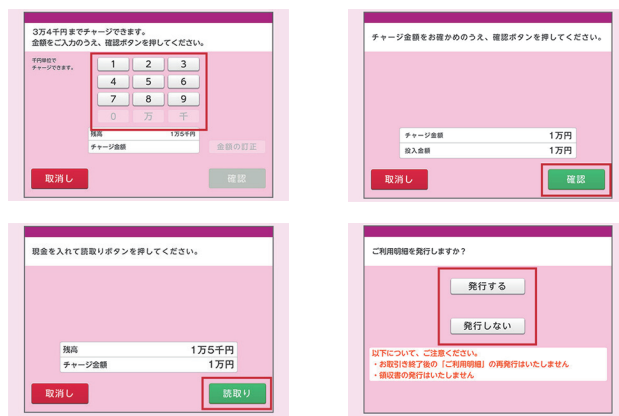 3万4千円までチャージできます。
金額をご入力のうえ、確認ボタンを押してください。
千円単位で
チャージできます。
1 2 3
4 5 6
7 8 9
0 万 千
残高 1万5千円
チャージ金額
金額の訂正
取消し 確認
チャージ金額をお確かめのうえ、確認ボタンを押してください。
チャージ金額 1万円
投入金額 1万円
取消し 確認
現金を入れて読取りボタンを押してください。
残高 1万5千円
チャージ金額 1万円
取消し 読取り
ご利用明細を発行しますか？
発行する
発行しない
以下について、ご注意ください。
・お取引き終了後の「ご利用明細」の再発行はいたしません
・領収書の発行はいたしません